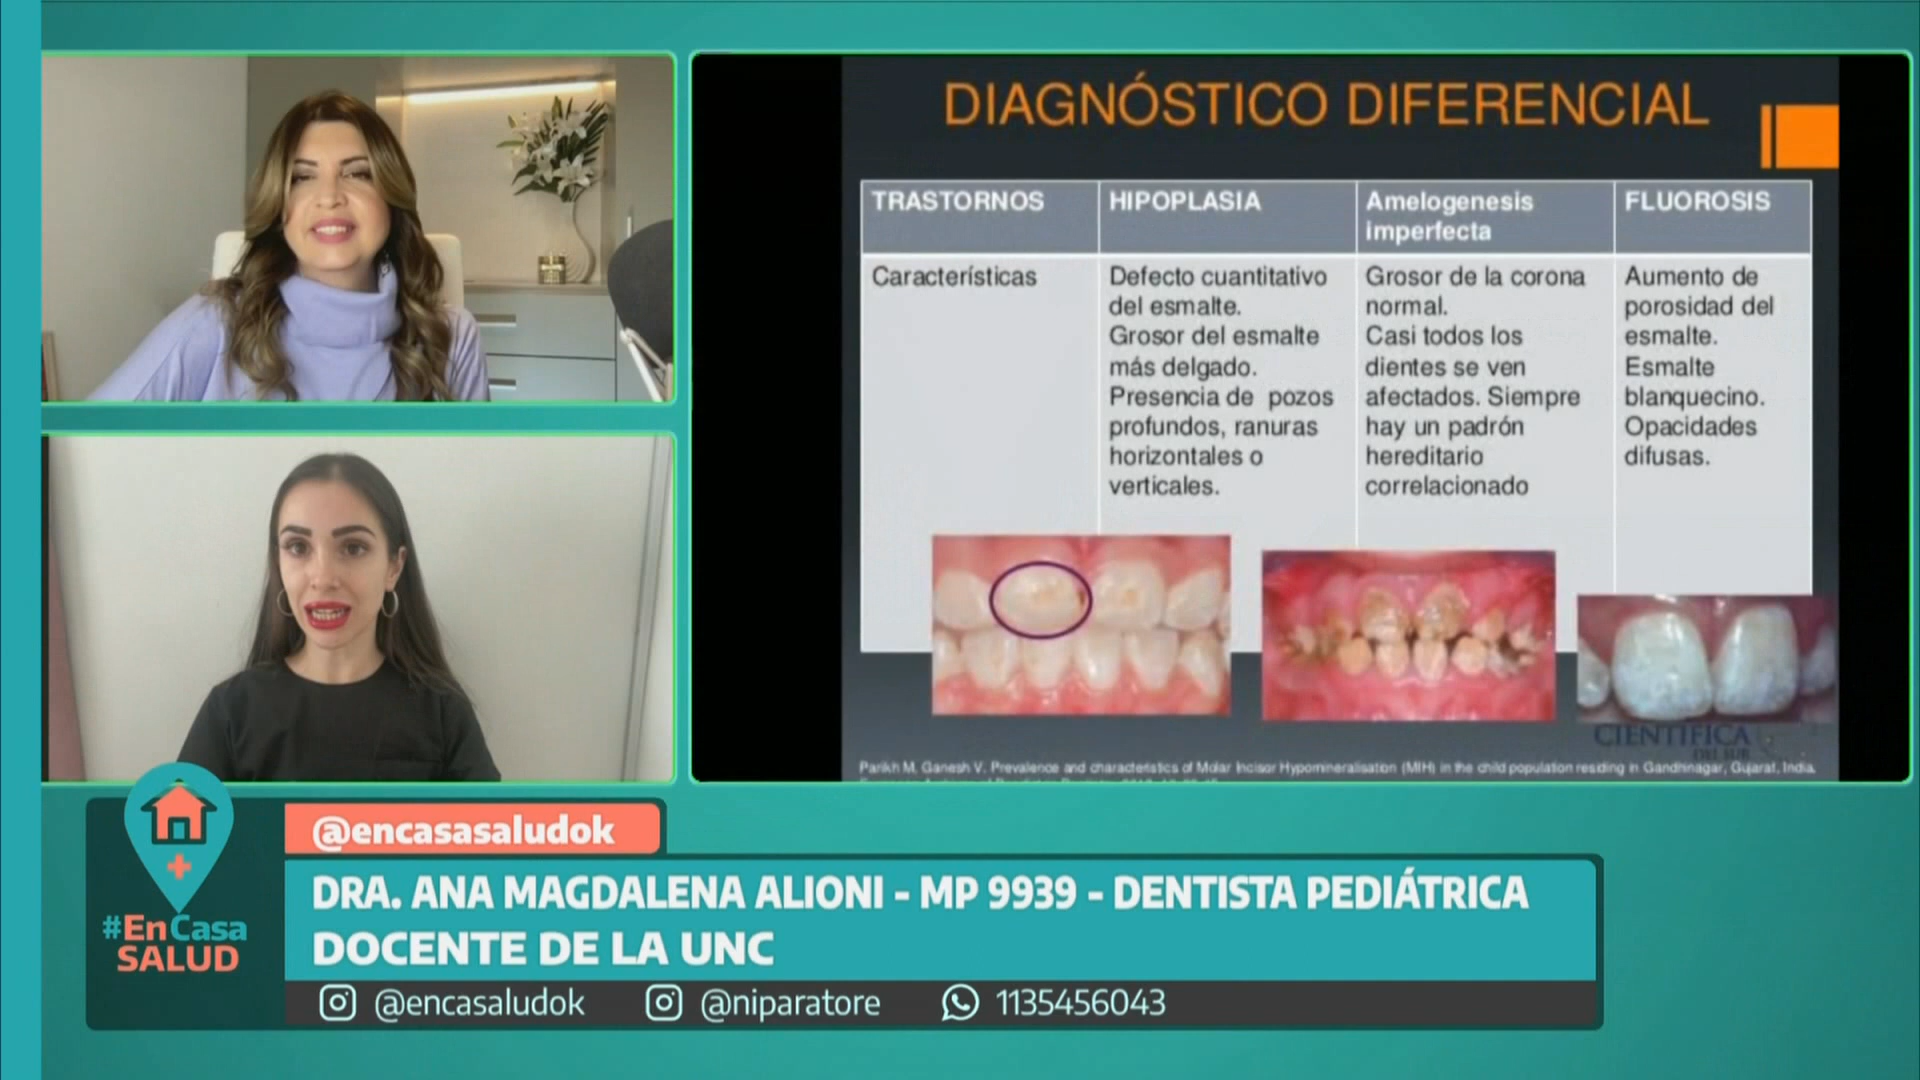 DIAGNÓSTICO DIFERENCIAL
TRASTORNOS
HIPOPLASIA
Amelogenesis
imperfecta
FLUOROSIS
Características
Defecto cuantitativo
del esmalte.
Grosor del esmalte
más delgado.
Presencia de pozos
profundos, ranuras
horizontales o
verticales.
Grosor de la corona
normal.
Casi todos los
dientes se ven
afectados. Siempre
hay un padrón
hereditario
correlacionado
Aumento de
porosidad del
esmalte.
Esmalte
blanquecino.
Opacidades
difusas.
CIENTÍFICA
DEL SUR
Parikh M, Ganesh V. Prevalence and characteristics of Molar Incisor Hypomineralisation (MIH) in the child population residing in Gandhinagar, Gujarat, India.
#EnCasa
SALUD
@encasasaludok
DRA. ANA MAGDALENA ALIONI - MP 9939 - DENTISTA PEDIÁTRICA
DOCENTE DE LA UNC
@encasaludok @niparatore 1135456043